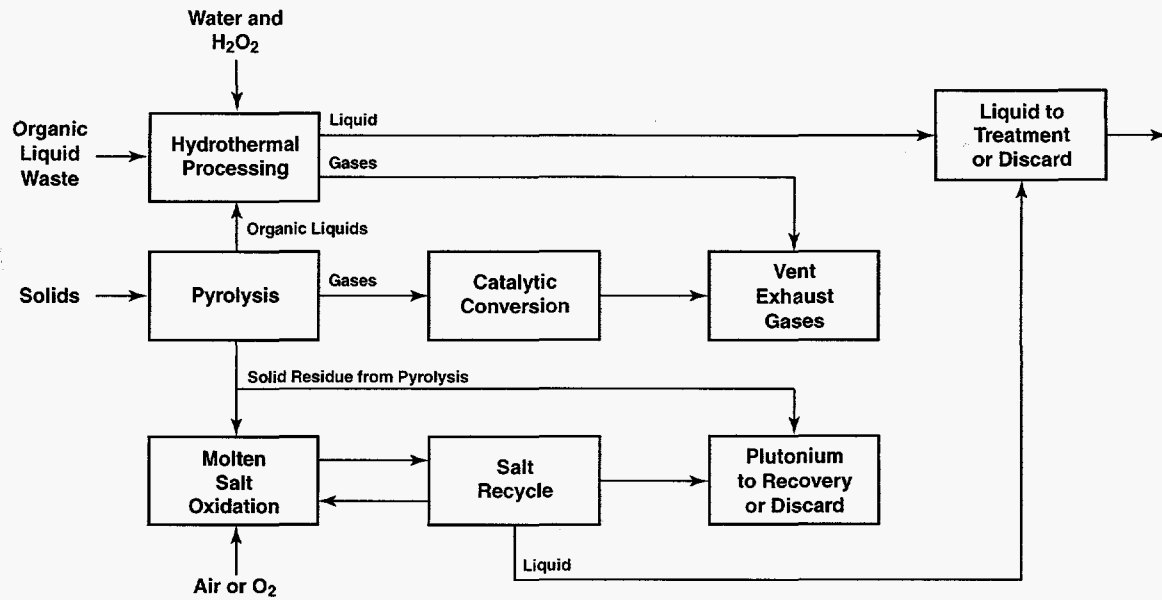 Water and
H₂O₂
Organic
Liquid
Waste
Hydrothermal
Processing
Liquid
Gases
Liquid to
Treatment
or Discard
Organic Liquids
Solids
Pyrolysis
Gases
Catalytic
Conversion
Vent
Exhaust
Gases
Solid Residue from Pyrolysis
Molten
Salt
Oxidation
Salt
Recycle
Plutonium
to Recovery
or Discard
Liquid
Air or O₂